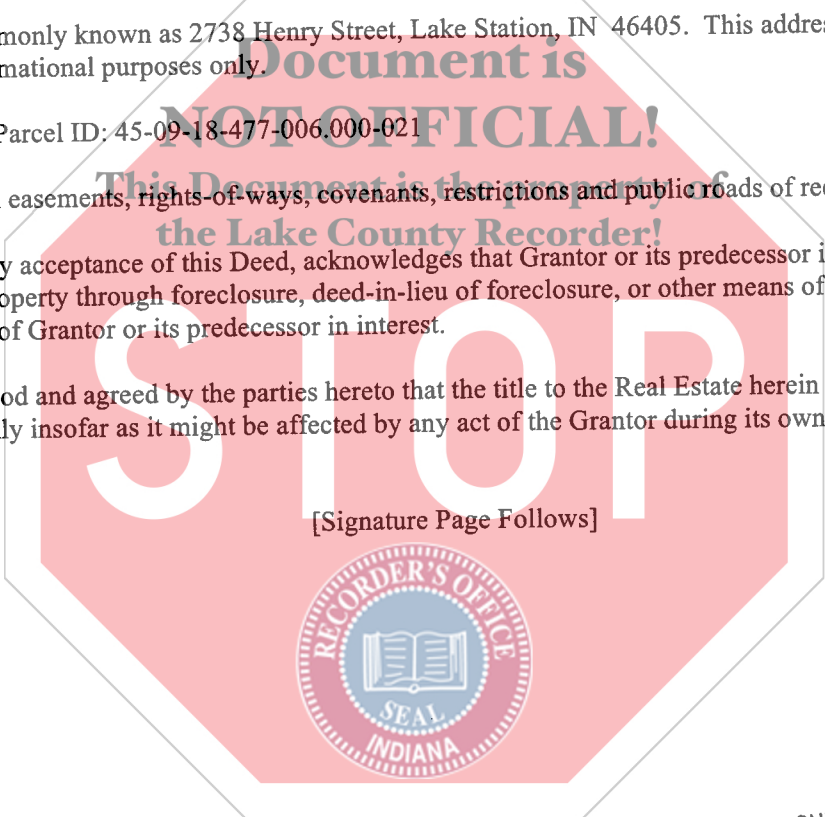 monly known as 2738 Henry Street, Lake Station, IN 46405. This addre
mational purposes only.
Document is
Parcel ID: 45-09-18-477-006.000-021
NOT OFFICIAL!
This Document is the property of
easements, rights-of-ways, covenants, restrictions and public roads of re
the Lake County Recorder!
y acceptance of this Deed, acknowledges that Grantor or its predecessor i
operty through foreclosure, deed-in-lieu of foreclosure, or other means of
of Grantor or its predecessor in interest.
STOP
od and agreed by the parties hereto that the title to the Real Estate herein
ly insofar as it might be affected by any act of the Grantor during its own
[Signature Page Follows]
RECORDER'S OFFICE
SEAL
INDIANA